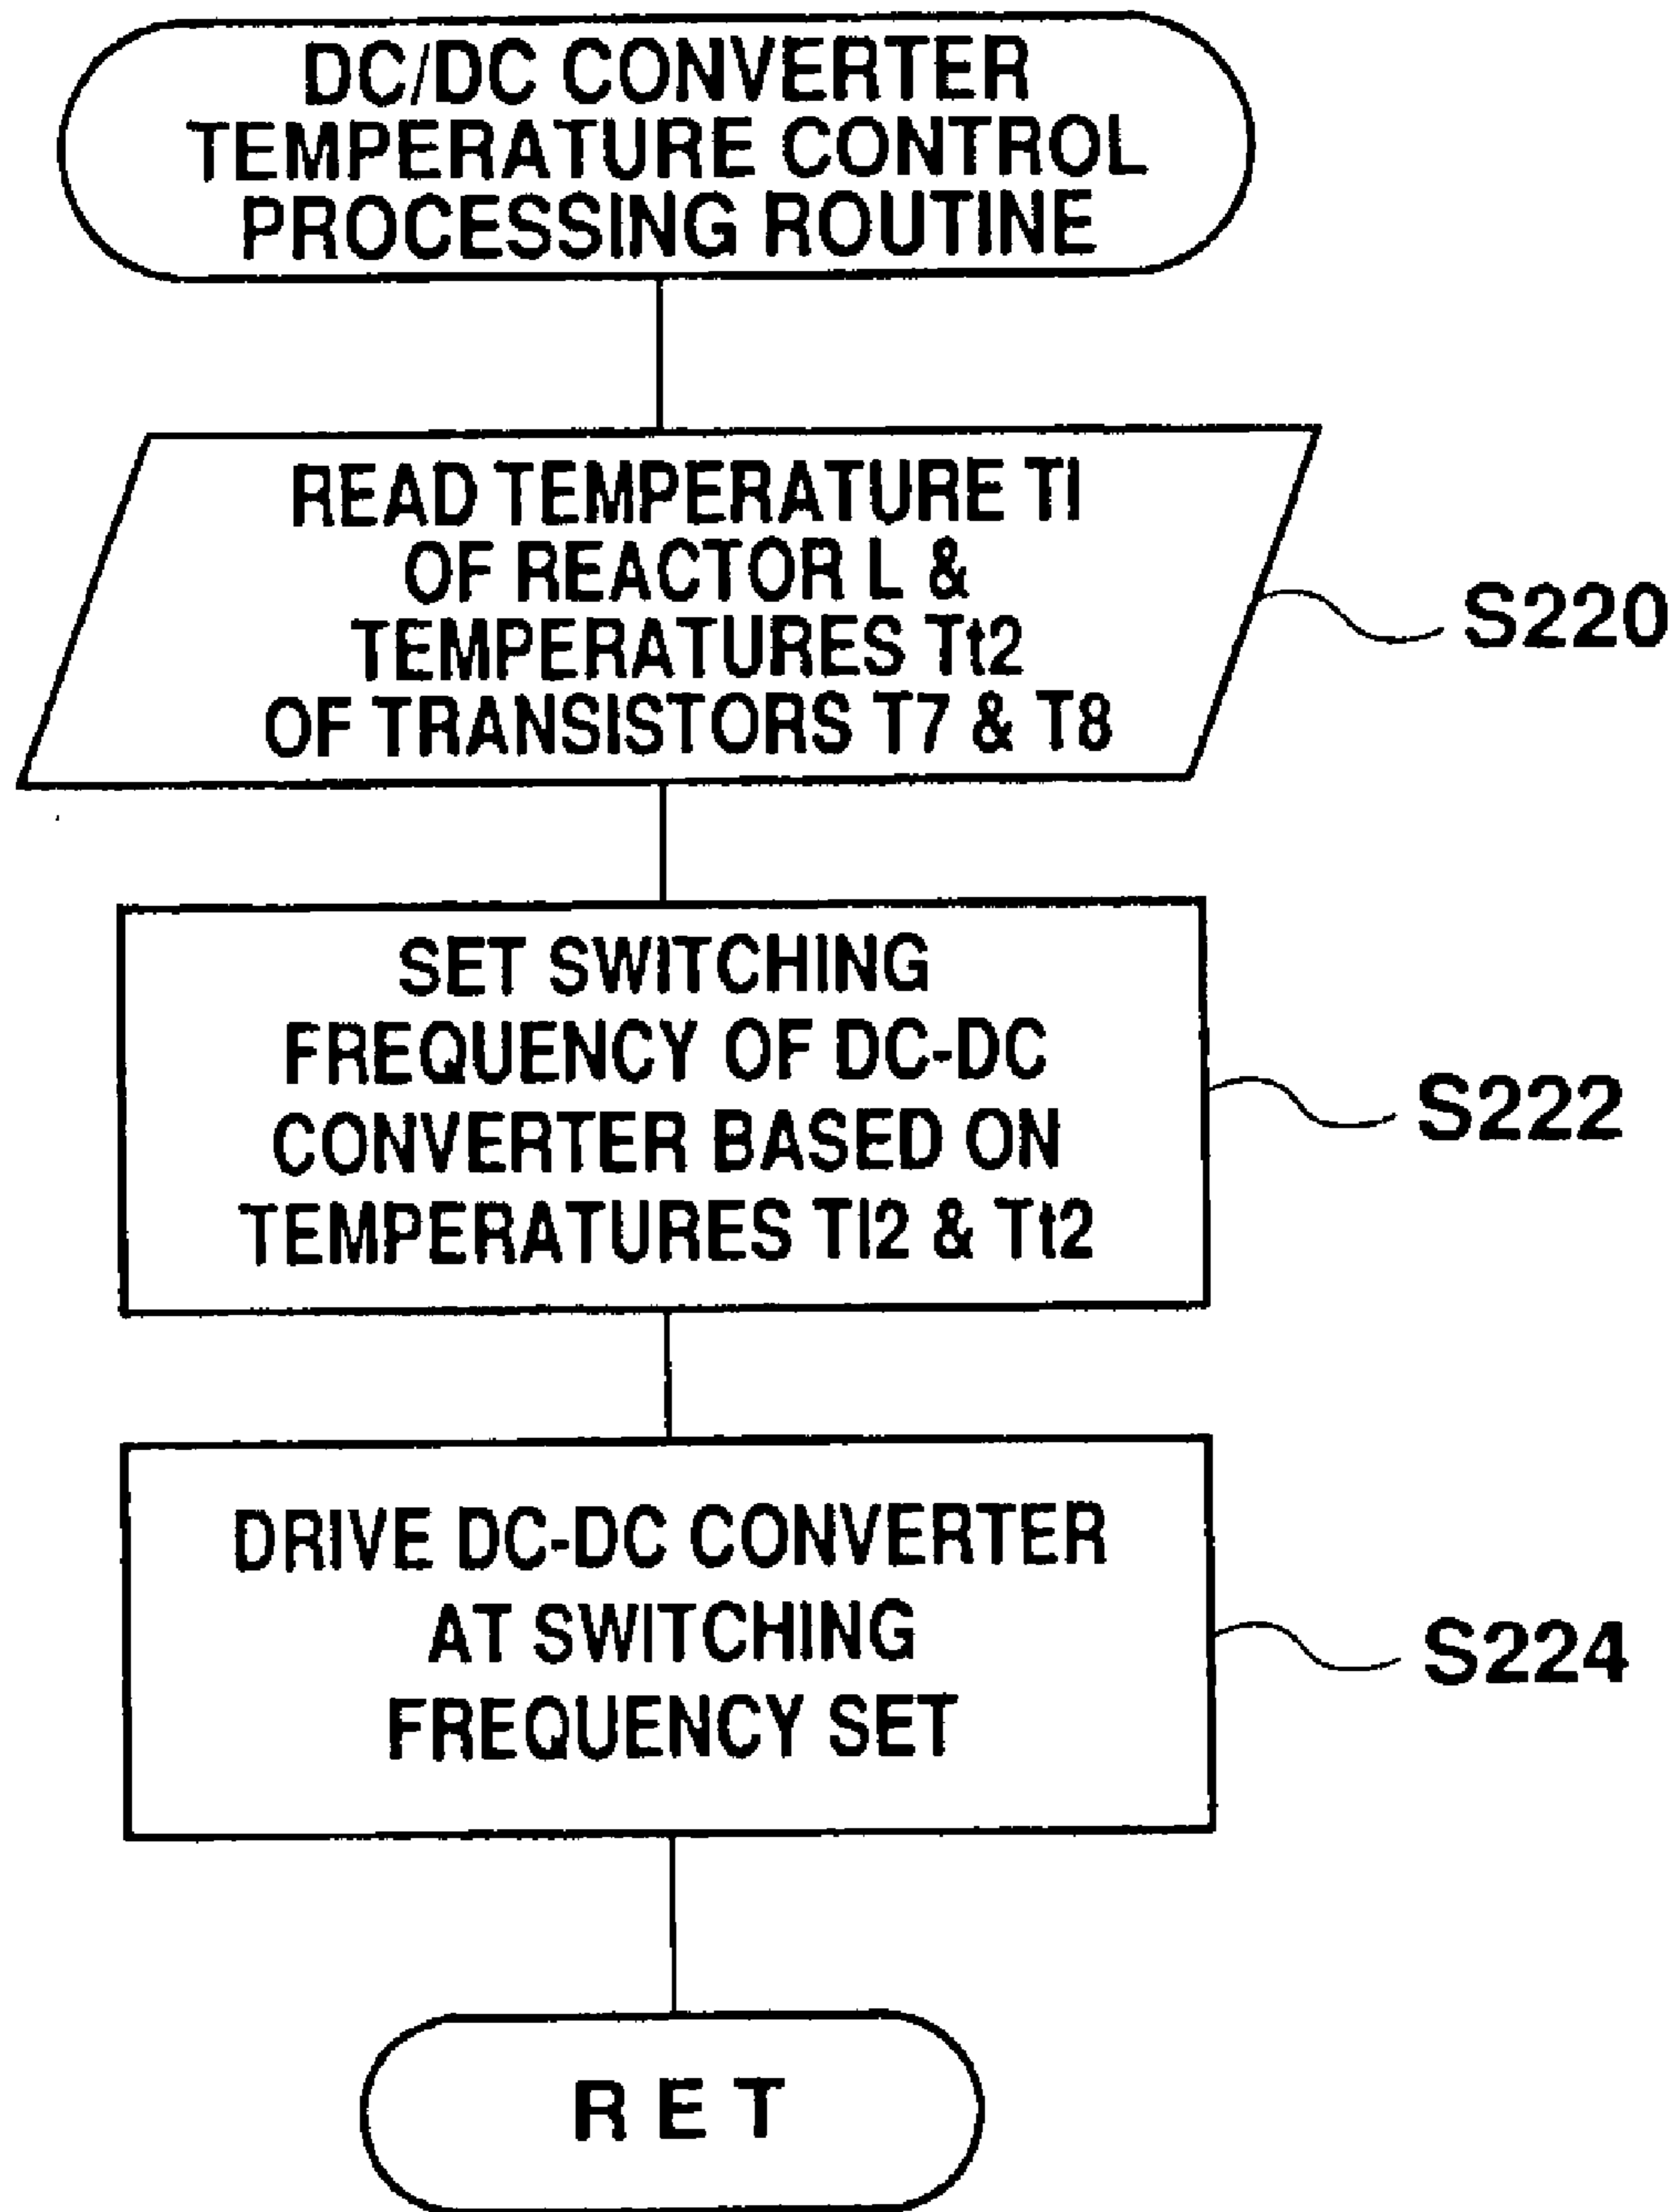 DC/DC CONVERTER
TEMPERATURE CONTROL
PROCESSING ROUTINE
READ TEMPERATURE Tl
OF REACTOR L &
TEMPERATURES Tt2
OF TRANSISTORS T7 & T8
S220
SET SWITCHING
FREQUENCY OF DC-DC
CONVERTER BASED ON
TEMPERATURES Tl2 & Tt2
S222
DRIVE DC-DC CONVERTER
AT SWITCHING
FREQUENCY SET
S224
RET